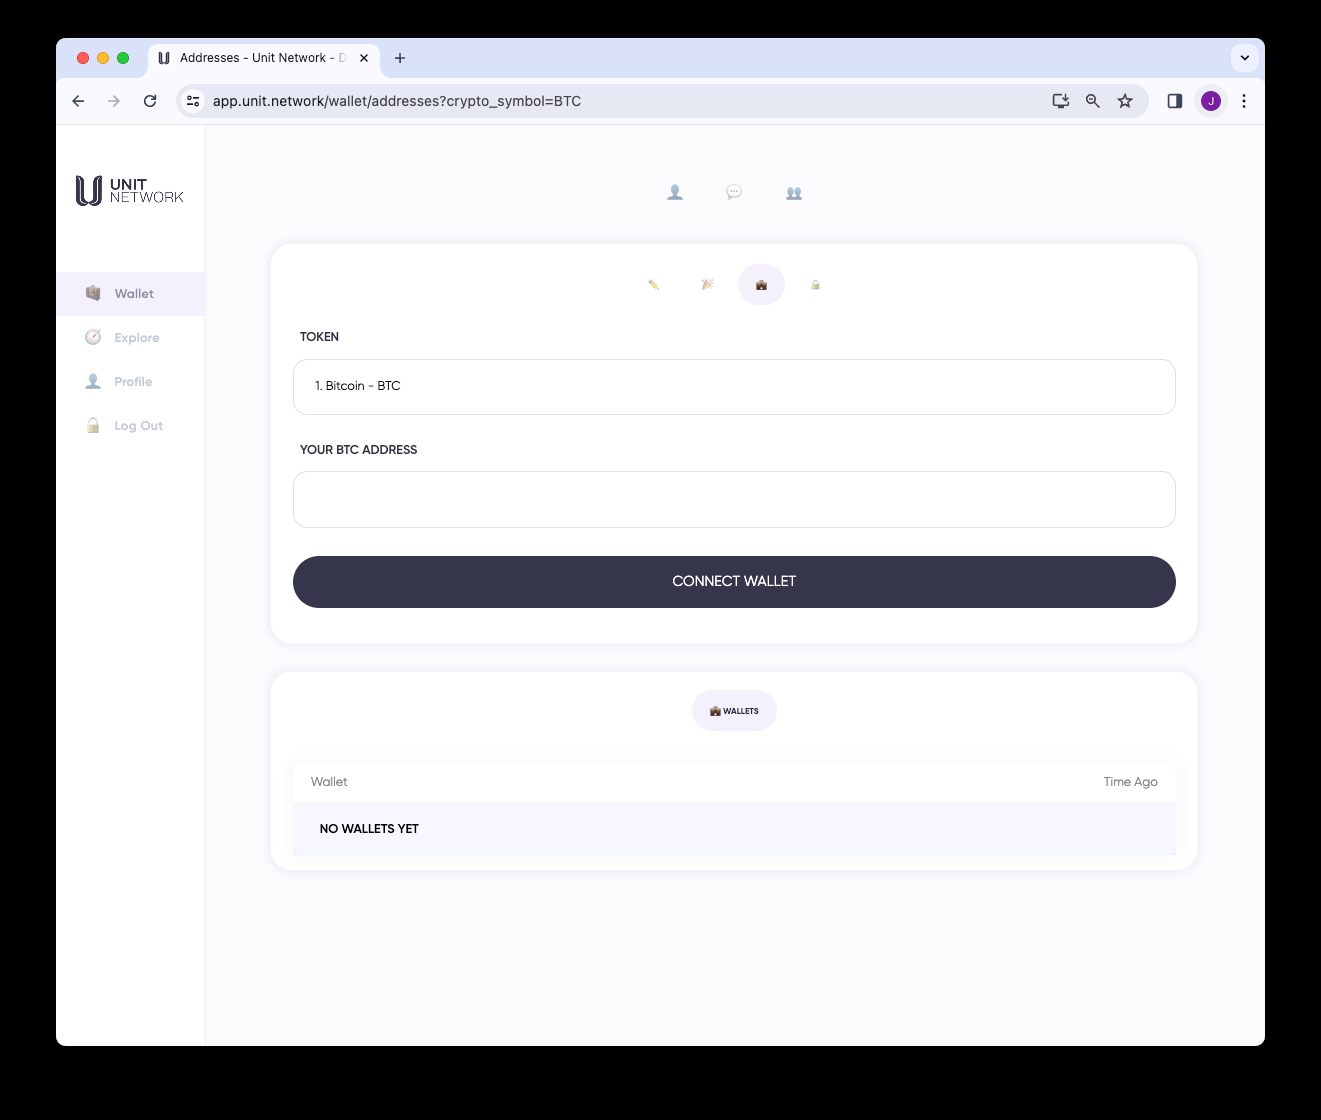 Addresses - Unit Network - D
app.unit.network/wallet/addresses?crypto_symbol=BTC
J
UNIT
NETWORK
Wallet
Explore
Profile
Log Out
TOKEN
1. Bitcoin - BTC
YOUR BTC ADDRESS
CONNECT WALLET
WALLETS
Wallet Time Ago
NO WALLETS YET